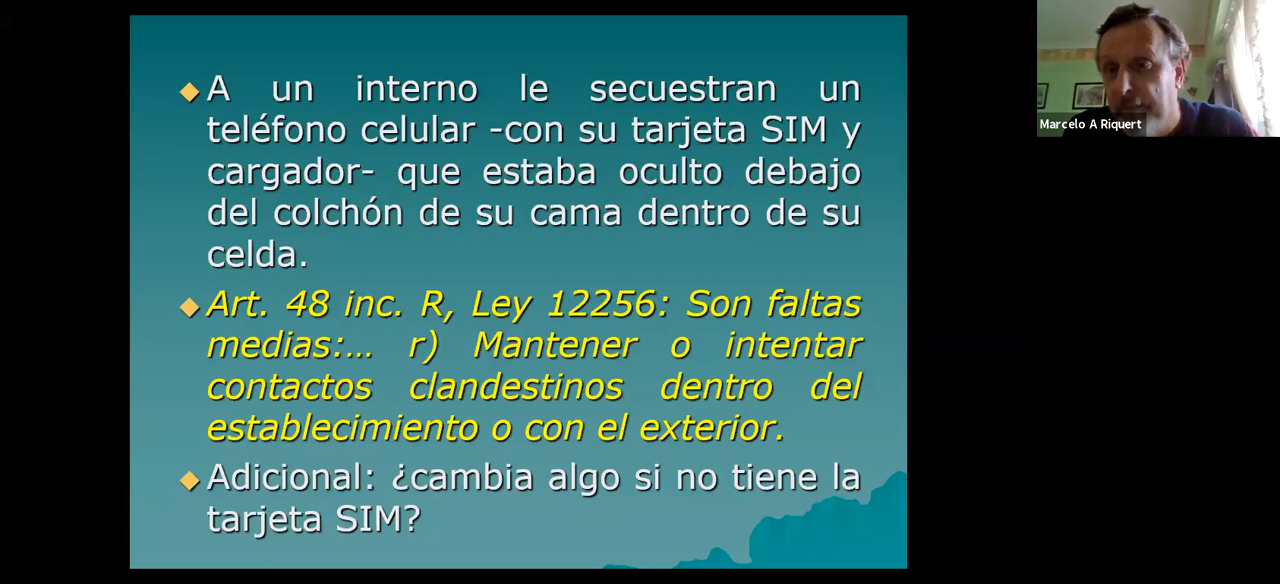 A un interno le secuestran un
teléfono celular -con su tarjeta SIM y
cargador- que estaba oculto debajo
del colchón de su cama dentro de su
celda.
Art. 48 inc. R, Ley 12256: Son faltas
medias:... r) Mantener o intentar
contactos clandestinos dentro del
establecimiento o con el exterior.
Adicional: ¿cambia algo si no tiene la
tarjeta SIM?
Marcelo A Riquert